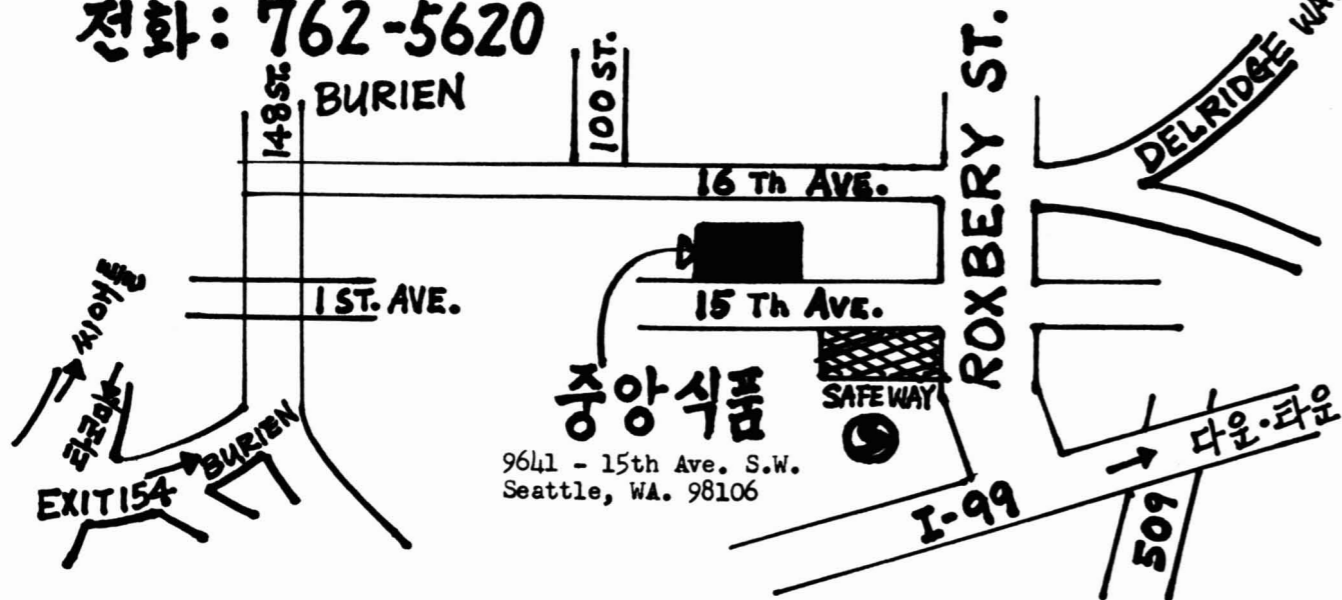 전화: 762-5620
148 ST.
BURIEN
100 ST.
ROXBERY ST.
DELRIDGE WAY
16 Th AVE.
1 ST. AVE.
15 Th AVE.
씨애틀
타코마
EXIT 154
BURIEN
중앙식품
9641 - 15th Ave. S.W.
Seattle, WA. 98106
SAFEWAY
I-99
다운·타운
509